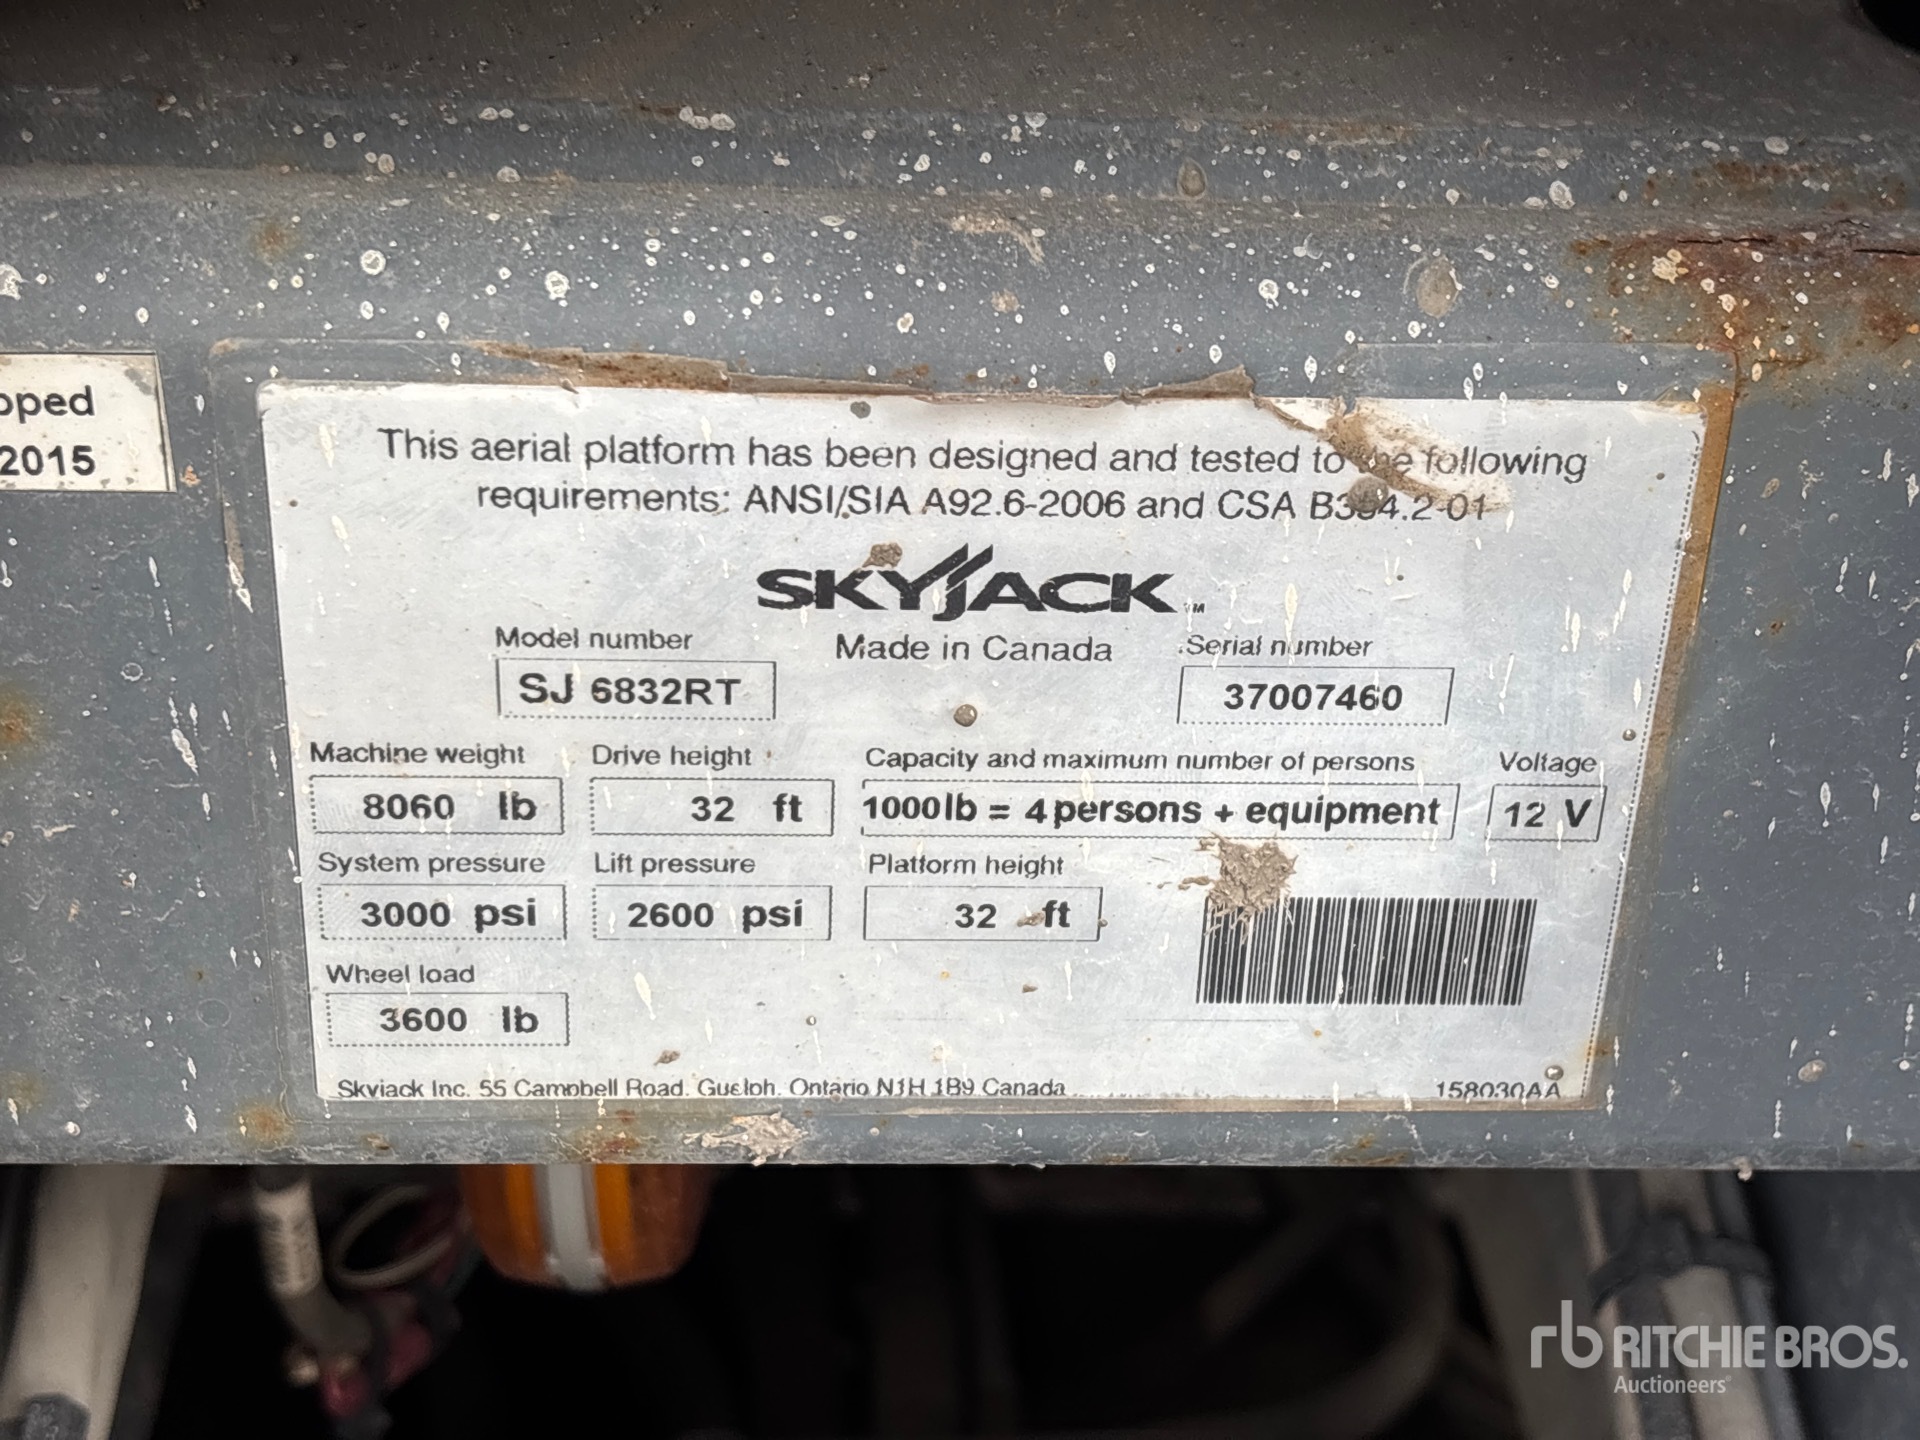 pped
2015
This aerial platform has been designed and tested to the following
requirements: ANSI/SIA A92.6-2006 and CSA B354.2-01
SKYJACK TM
Made in Canada
Model number
SJ 6832RT
Serial number
37007460
Machine weight
8060 lb
Drive height
32 ft
Capacity and maximum number of persons
1000lb = 4 persons + equipment
Voltage
12 V
System pressure
3000 psi
Lift pressure
2600 psi
Platform height
32 ft
Wheel load
3600 lb
Skyjack Inc. 55 Campbell Road. Guelph. Ontario N1H 1B9 Canada
158030AA
rb RITCHIE BROS.
Auctioneers